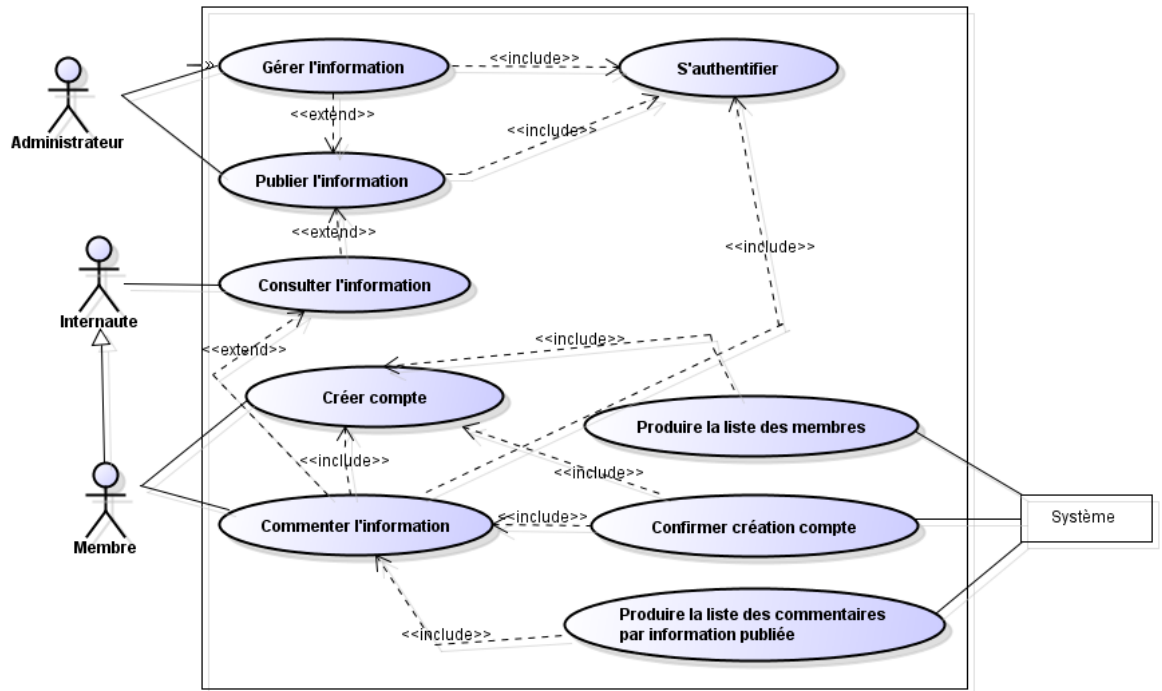 Gérer l'information
<<include>>
S'authentifier
Administrateur
<<extend>>
<<include>>
Publier l'information
<<extend>>
<<include>>
Consulter l'information
Internaute
<<extend>>
<<include>>
Créer compte
Produire la liste des membres
<<include>>
<<include>>
Commenter l'information
<<include>>
Confirmer création compte
Système
Membre
Produire la liste des commentaires
par information publiée
<<include>>